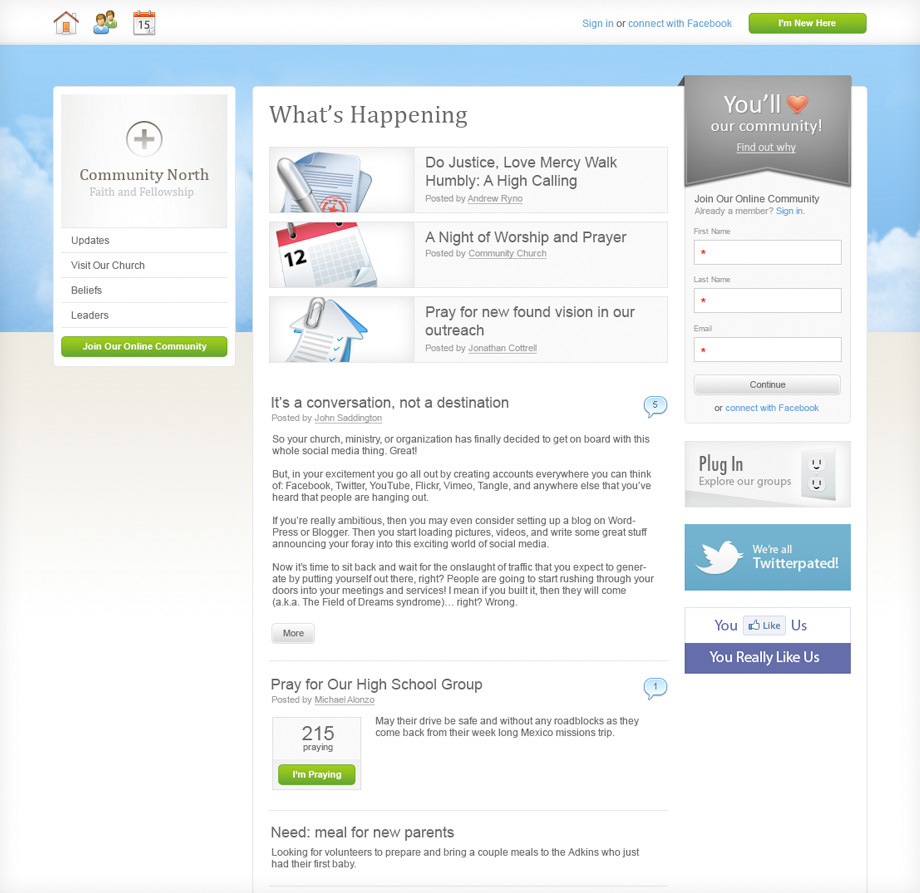 15
Sign in or connect with Facebook
I'm New Here
Community North
Faith and Fellowship
Updates
Visit Our Church
Beliefs
Leaders
Join Our Online Community
What's Happening
Do Justice, Love Mercy Walk
Humbly: A High Calling
Posted by Andrew Ryno
12
A Night of Worship and Prayer
Posted by Community Church
Pray for new found vision in our
outreach
Posted by Jonathan Cottrell
It's a conversation, not a destination
5
Posted by John Saddington
So your church, ministry, or organization has finally decided to get on board with this
whole social media thing. Great!
But, in your excitement you go all out by creating accounts everywhere you can think
of: Facebook, Twitter, YouTube, Flickr, Vimeo, Tangle, and anywhere else that you've
heard that people are hanging out.
If you're really ambitious, then you may even consider setting up a blog on Word-
Press or Blogger. Then you start loading pictures, videos, and write some great stuff
announcing your foray into this exciting world of social media.
Now it's time to sit back and wait for the onslaught of traffic that you expect to gener-
ate by putting yourself out there, right? People are going to start rushing through your
doors into your meetings and services! I mean if you built it, then they will come
(a.k.a. The Field of Dreams syndrome)… right? Wrong.
More
Pray for Our High School Group
1
Posted by Michael Alonzo
215
praying
I'm Praying
May their drive be safe and without any roadblocks as they
come back from their week long Mexico missions trip.
Need: meal for new parents
Looking for volunteers to prepare and bring a couple meals to the Adkins who just
had their first baby.
You'll
our community!
Find out why
Join Our Online Community
Already a member? Sign in.
First Name
*
Last Name
*
Email
*
Continue
or connect with Facebook
Plug In
Explore our groups
We're all
Twitterpated!
You Like Us
You Really Like Us